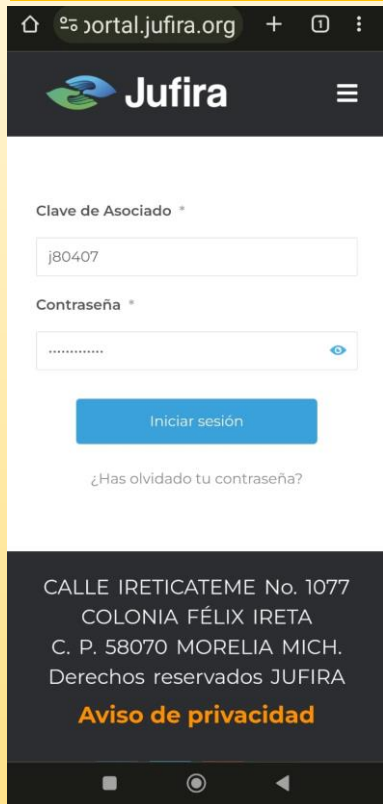 portal.jufira.org
1
Jufira
Clave de Asociado *
j80407
Contraseña *
.............
Iniciar sesión
¿Has olvidado tu contraseña?
CALLE IRETICATEME No. 1077
COLONIA FÉLIX IRETA
C. P. 58070 MORELIA MICH.
Derechos reservados JUFIRA
Aviso de privacidad